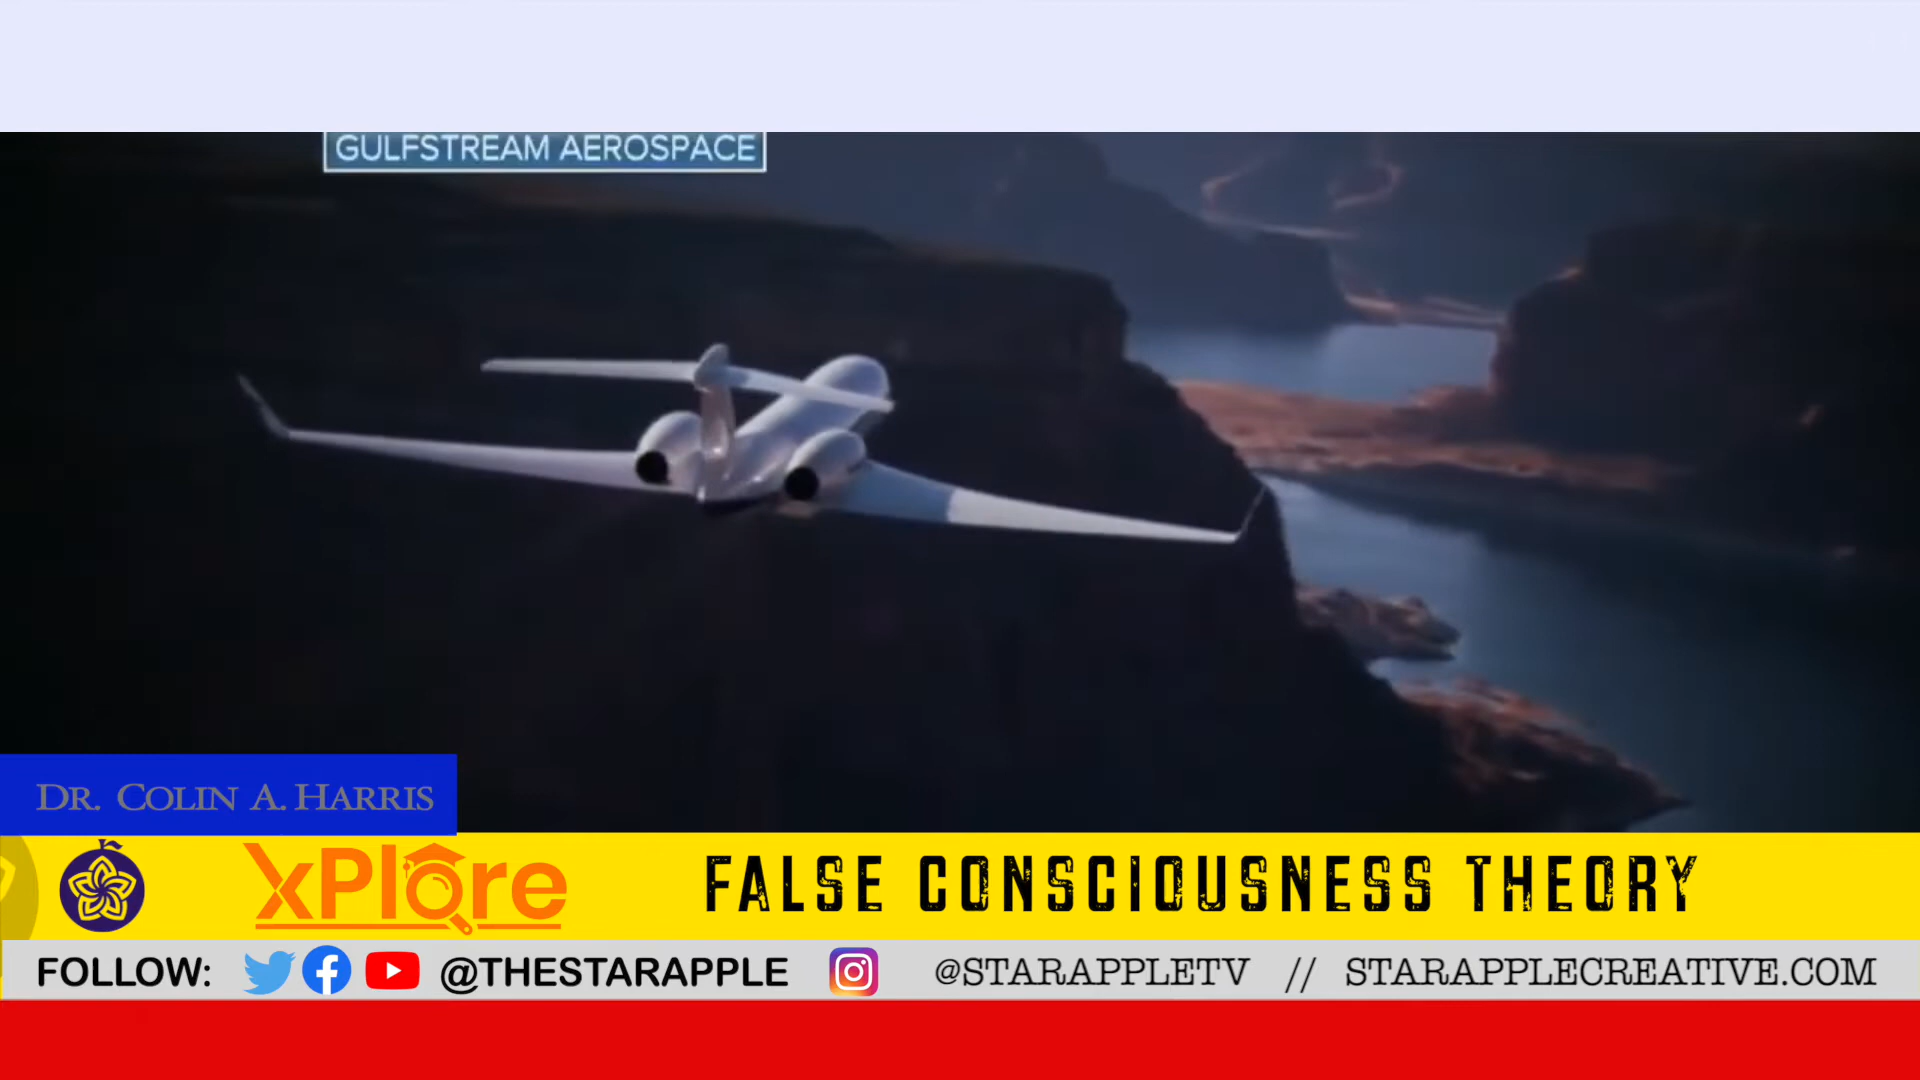 GULFSTREAM AEROSPACE
DR. COLIN A. HARRIS
xPlore
FALSE CONSCIOUSNESS THEORY
FOLLOW: @THESTARAPPLE @STARAPPLETV // STARAPPLECREATIVE.COM